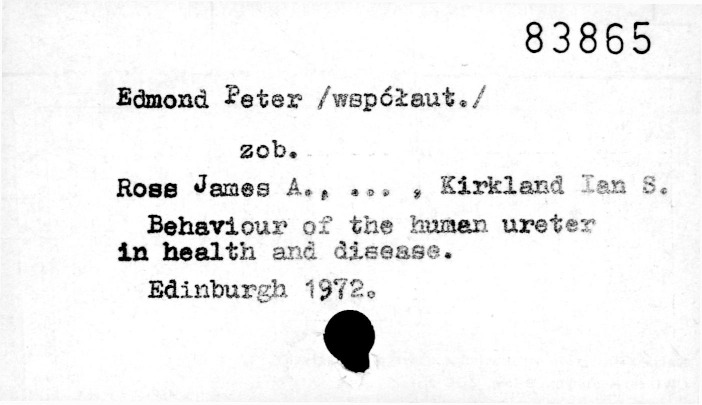 83865
Edmond Peter /współaut./
zob.
Ross James A., ... , Kirkland Ian S.
Behaviour of the human ureter
in health and disease.
Edinburgh 1972.